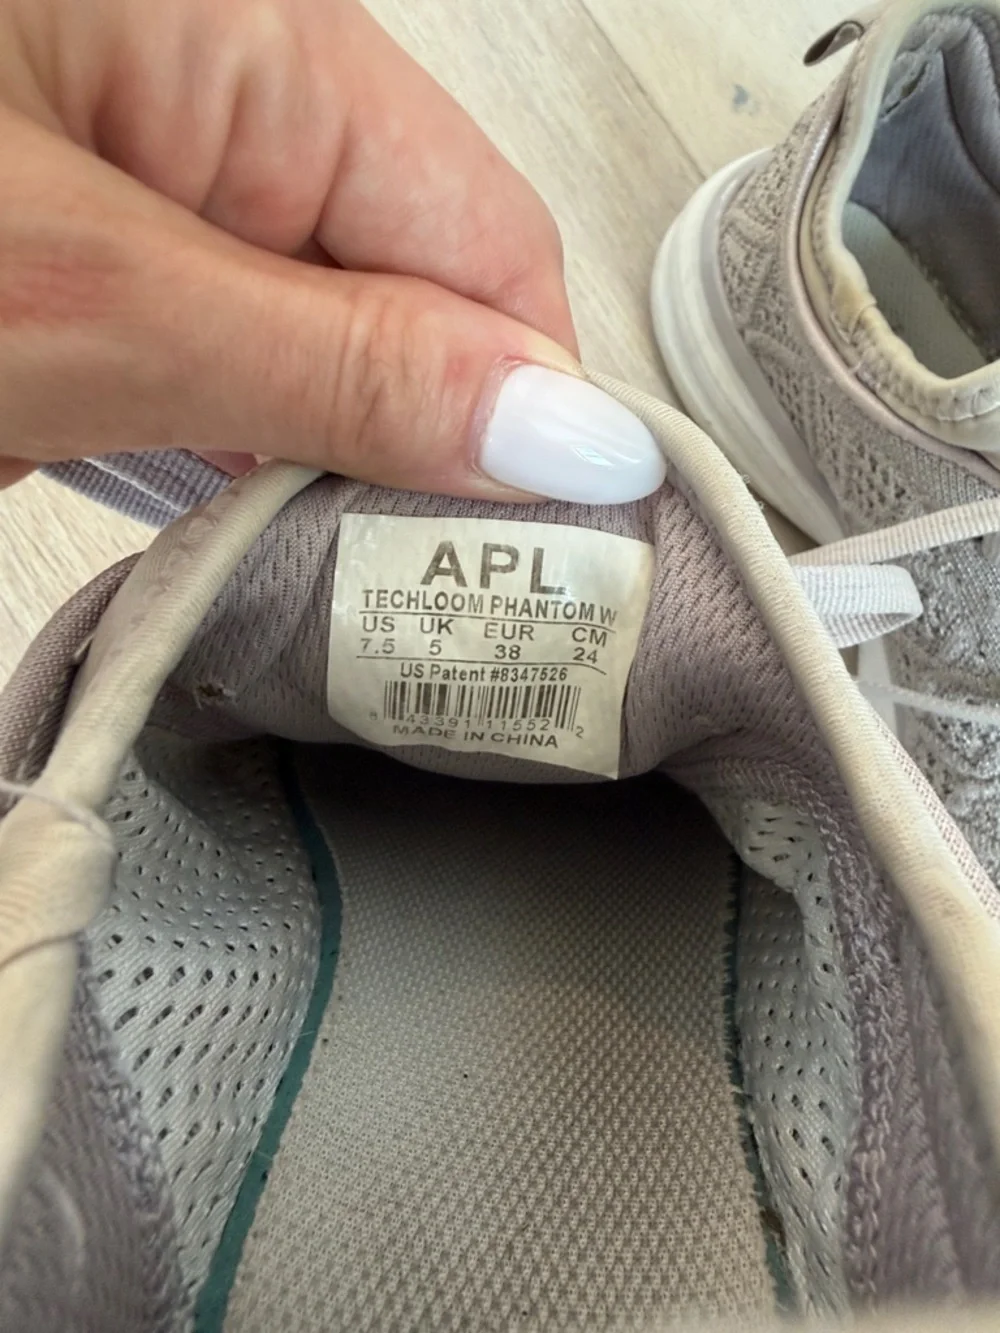 APL
TECHLOOM PHANTOM W
US UK EUR CM
7.5 5 38 24
US Patent #8347526
8 43391 11552 2
MADE IN CHINA